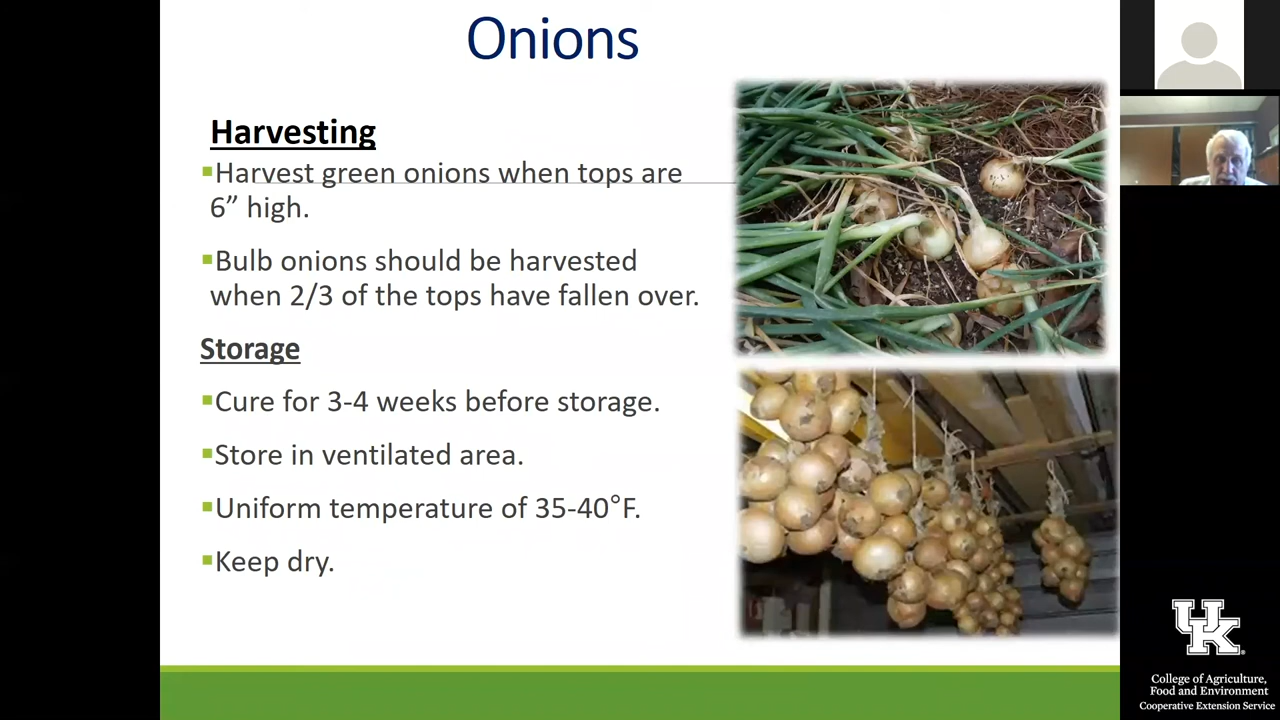 Onions
Harvesting
▪Harvest green onions when tops are
6” high.
▪Bulb onions should be harvested
when 2/3 of the tops have fallen over.
Storage
▪Cure for 3-4 weeks before storage.
▪Store in ventilated area.
▪Uniform temperature of 35-40°F.
▪Keep dry.
UK
College of Agriculture,
Food and Environment
Cooperative Extension Service